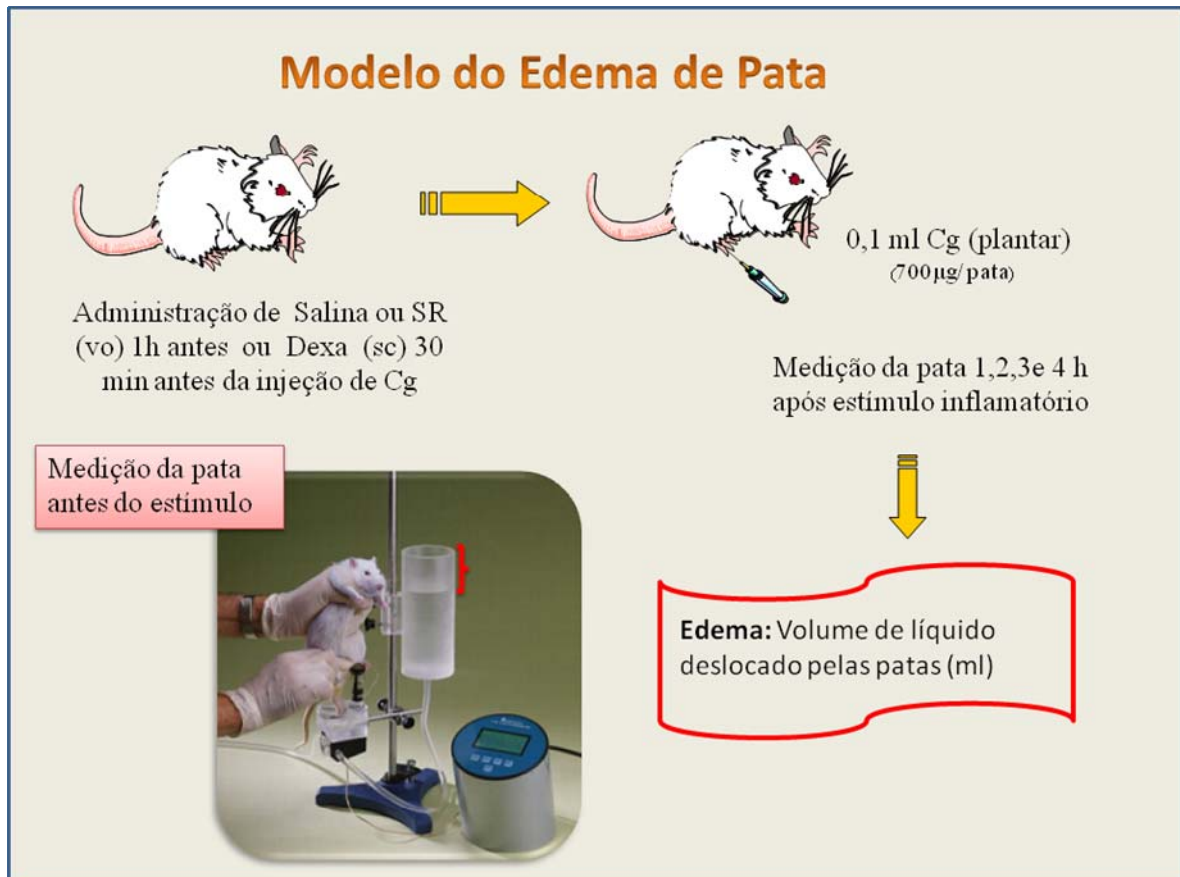 Modelo do Edema de Pata
Administração de Salina ou SR
(vo) 1h antes ou Dexa (sc) 30
min antes da injeção de Cg
0,1 ml Cg (plantar)
(700µg/pata)
Medição da pata 1,2,3e 4 h
após estímulo inflamatório
Medição da pata
antes do estímulo
Edema: Volume de líquido
deslocado pelas patas (ml)